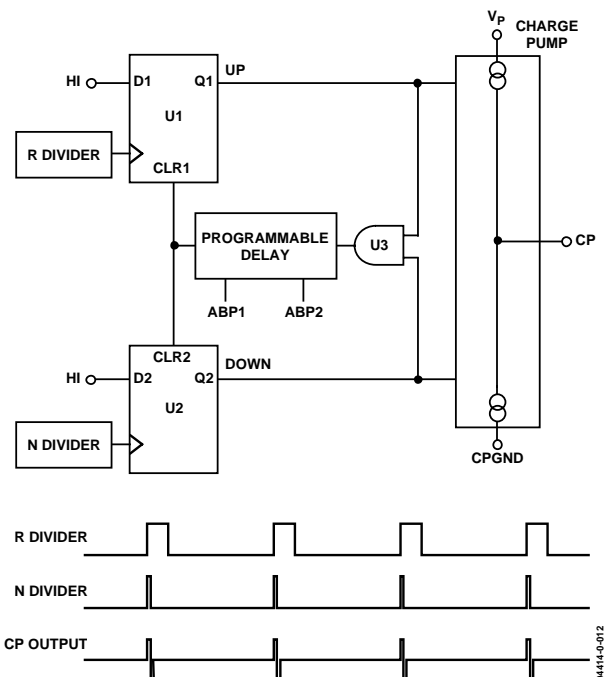 VP
CHARGE
PUMP
HI
D1
Q1
UP
U1
R DIVIDER
CLR1
PROGRAMMABLE
DELAY
U3
CP
ABP1
ABP2
CLR2
DOWN
HI
D2
Q2
U2
N DIVIDER
CPGND
R DIVIDER
N DIVIDER
CP OUTPUT